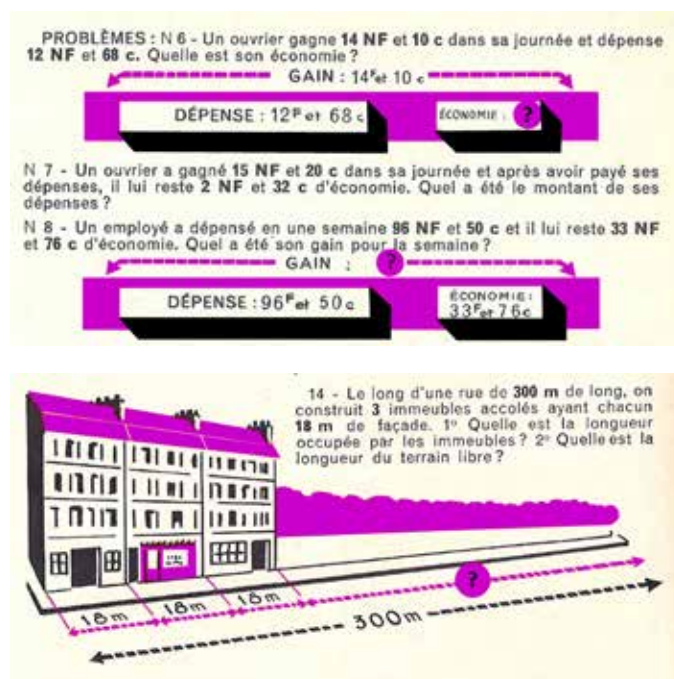 PROBLÈMES : N 6 - Un ouvrier gagne 14 NF et 10 c dans sa journée et dépense
12 NF et 68 c. Quelle est son économie ?
GAIN : 14F et 10 c
DÉPENSE : 12F et 68 c
ÉCONOMIE : ?
N 7 - Un ouvrier a gagné 15 NF et 20 c dans sa journée et après avoir payé ses
dépenses, il lui reste 2 NF et 32 c d'économie. Quel a été le montant de ses
dépenses ?
N 8 - Un employé a dépensé en une semaine 96 NF et 50 c et il lui reste 33 NF
et 76 c d'économie. Quel a été son gain pour la semaine ?
GAIN : ?
DÉPENSE : 96F et 50 c
ÉCONOMIE :
33F et 76c
14 - Le long d'une rue de 300 m de long, on
construit 3 immeubles accolés ayant chacun
18 m de façade. 1º Quelle est la longueur
occupée par les immeubles ? 2º Quelle est la
longueur du terrain libre ?
?
18m 18m 18m
300m